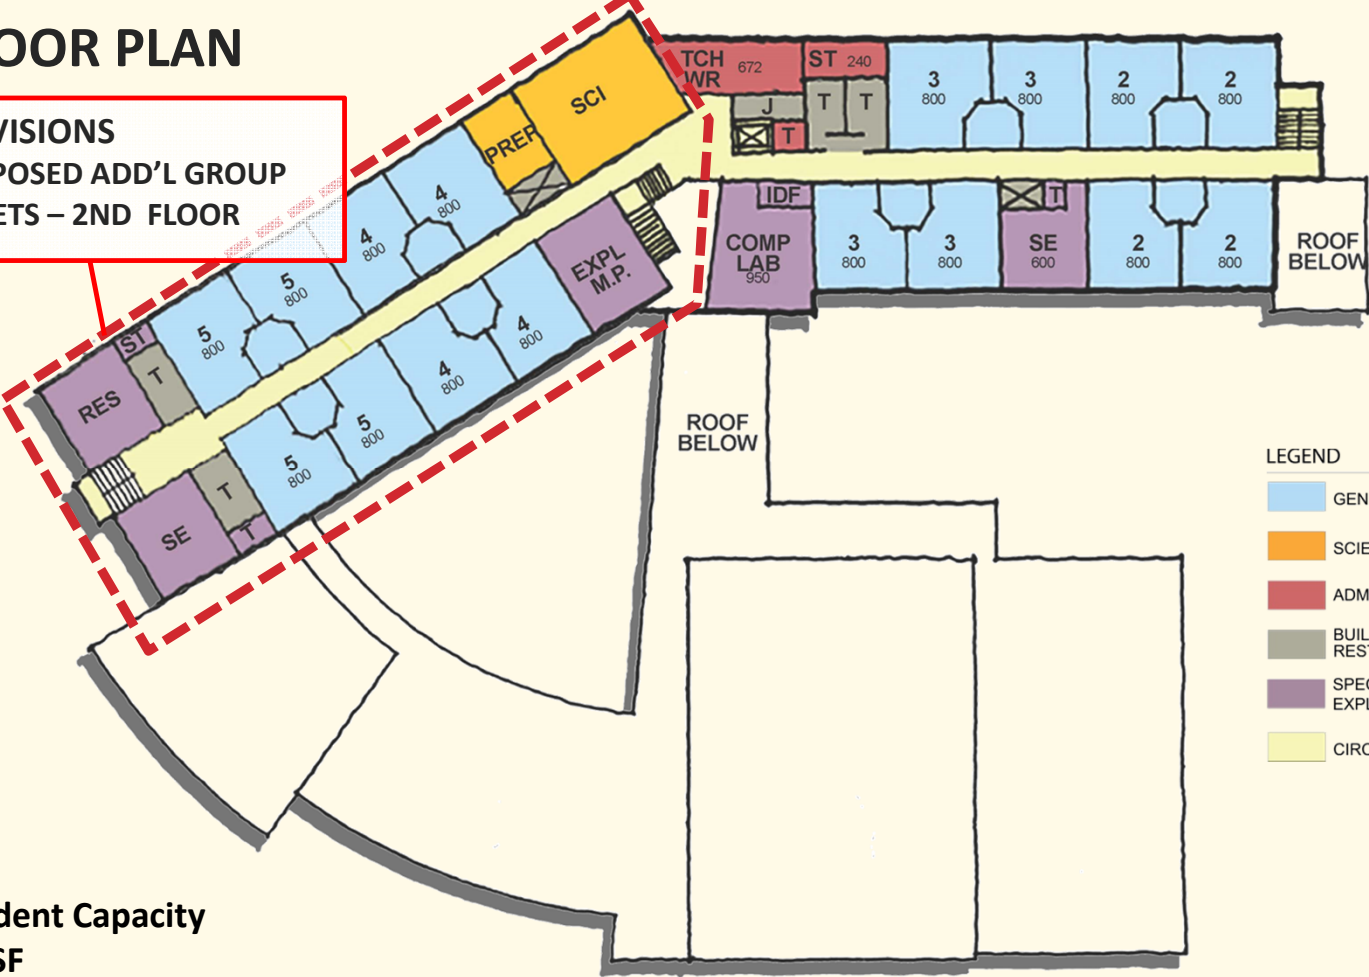 OOR PLAN
VISIONS
POSED ADD'L GROUP
ETS – 2ND FLOOR
SCI
PREP
4
800
4
800
5
800
5
800
ST
T
RES
EXPL
M.P.
4
800
4
800
5
800
5
800
T
T
SE
TCH
WR
672
ST 240
J
T
T
T
3
800
3
800
2
800
2
800
IDF
COMP
LAB
950
3
800
3
800
T
SE
600
2
800
2
800
ROOF
BELOW
ROOF
BELOW
LEGEND
GEN
SCIE
ADM
BUIL
REST
SPEC
EXPL
CIRC
dent Capacity
SF